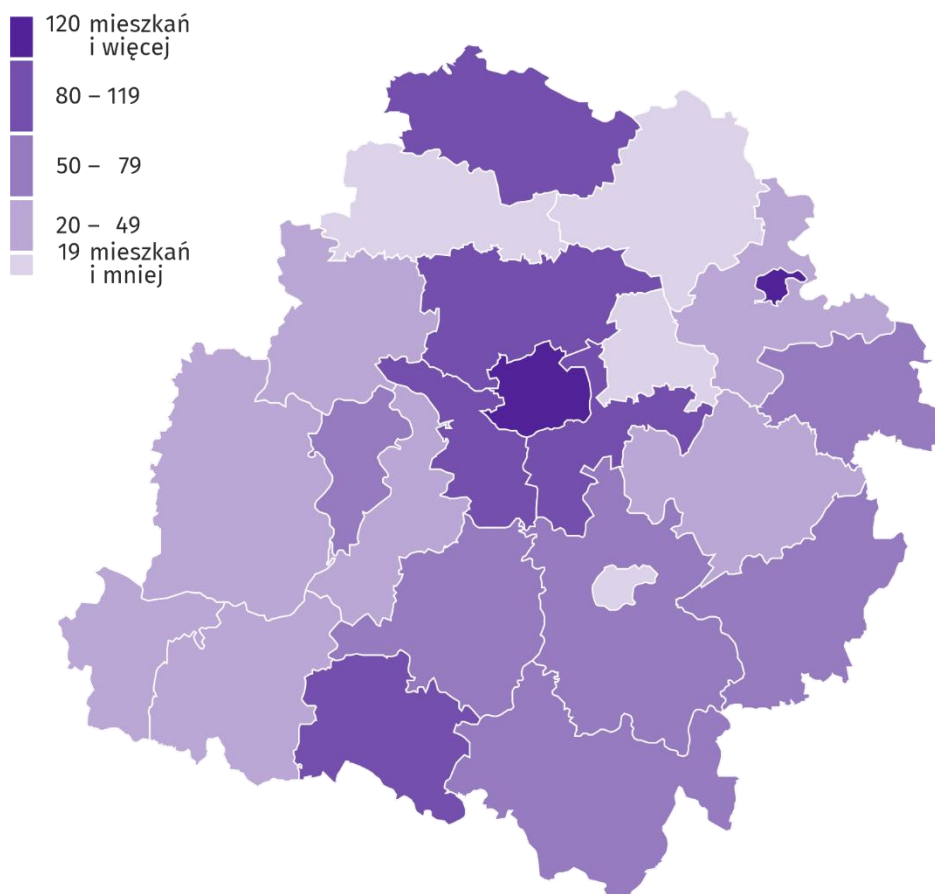 120 mieszkań
i więcej
80 – 119
50 – 79
20 – 49
19 mieszkań
i mniej